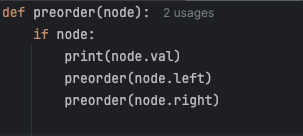 def preorder(node): 2 usages
    if node:
        print(node.val)
        preorder(node.left)
        preorder(node.right)